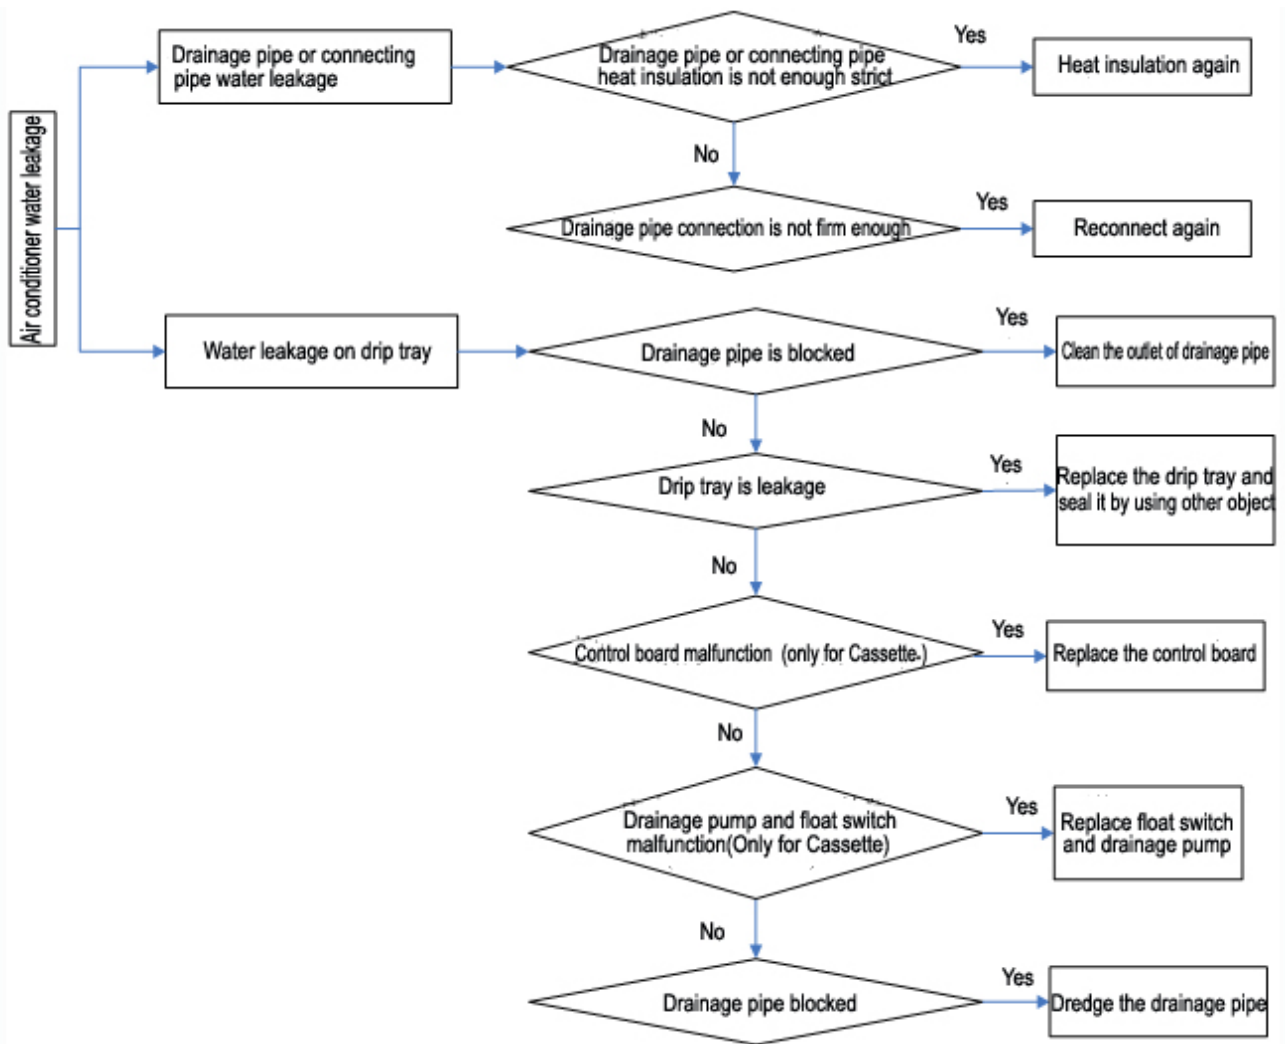 Air conditioner water leakage
Drainage pipe or connecting
pipe water leakage
Drainage pipe or connecting pipe
heat insulation is not enough strict
Yes
Heat insulation again
No
Drainage pipe connection is not firm enough
Yes
Reconnect again
Water leakage on drip tray
Drainage pipe is blocked
Yes
Clean the outlet of drainage pipe
No
Drip tray is leakage
Yes
Replace the drip tray and
seal it by using other object
No
Control board malfunction (only for Cassette.)
Yes
Replace the control board
No
Drainage pump and float switch
malfunction(Only for Cassette)
Yes
Replace float switch
and drainage pump
No
Drainage pipe blocked
Yes
Dredge the drainage pipe